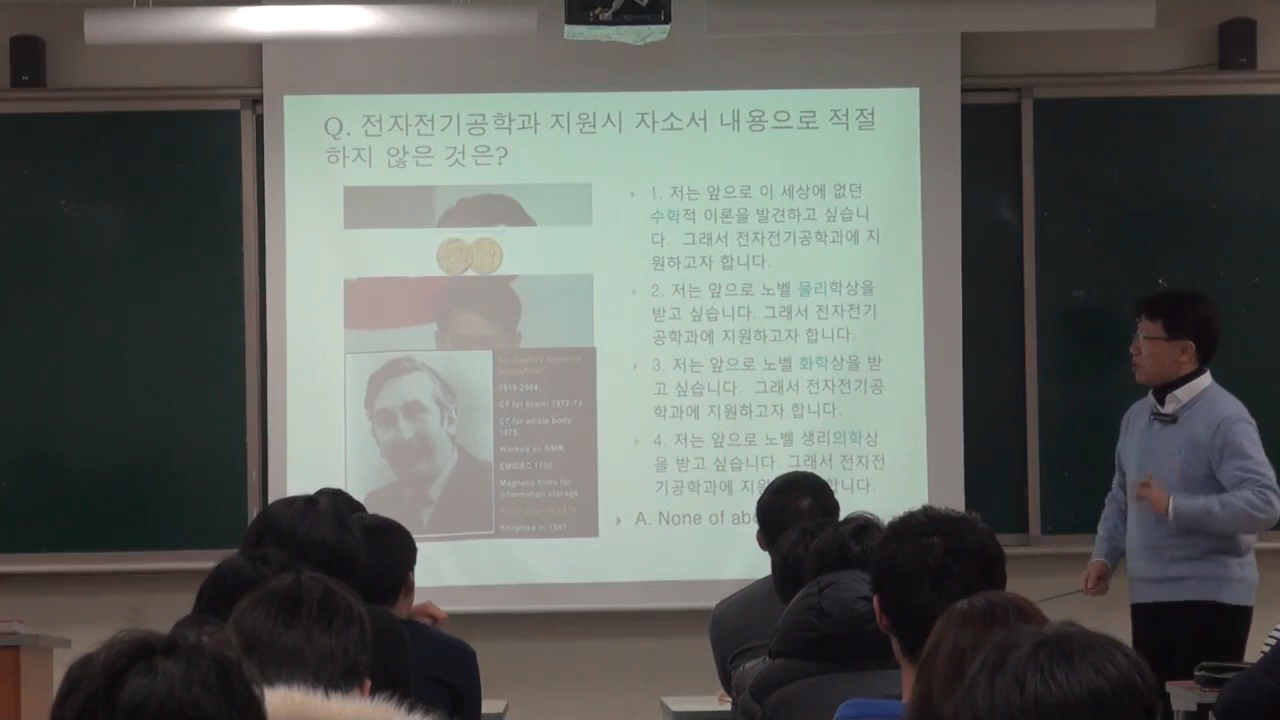 Q. 전자전기공학과 지원시 자소서 내용으로 적절
하지 않은 것은?
1. 저는 앞으로 이 세상에 없던
수학적 이론을 발견하고 싶습니
다. 그래서 전자전기공학과에 지
원하고자 합니다.
2. 저는 앞으로 노벨 물리학상을
받고 싶습니다. 그래서 전자전기
공학과에 지원하고자 합니다.
3. 저는 앞으로 노벨 화학상을 받
고 싶습니다. 그래서 전자전기공
학과에 지원하고자 합니다.
4. 저는 앞으로 노벨 생리의학상
을 받고 싶습니다. 그래서 전자전
기공학과에 지원 합니다.
A. None of
1919-2004
CT for brain: 1972-73
CT for whole body
1975
Worked on NMR
EMIDEC 1100
Magnetic films for
information storage
Knighted in 1981